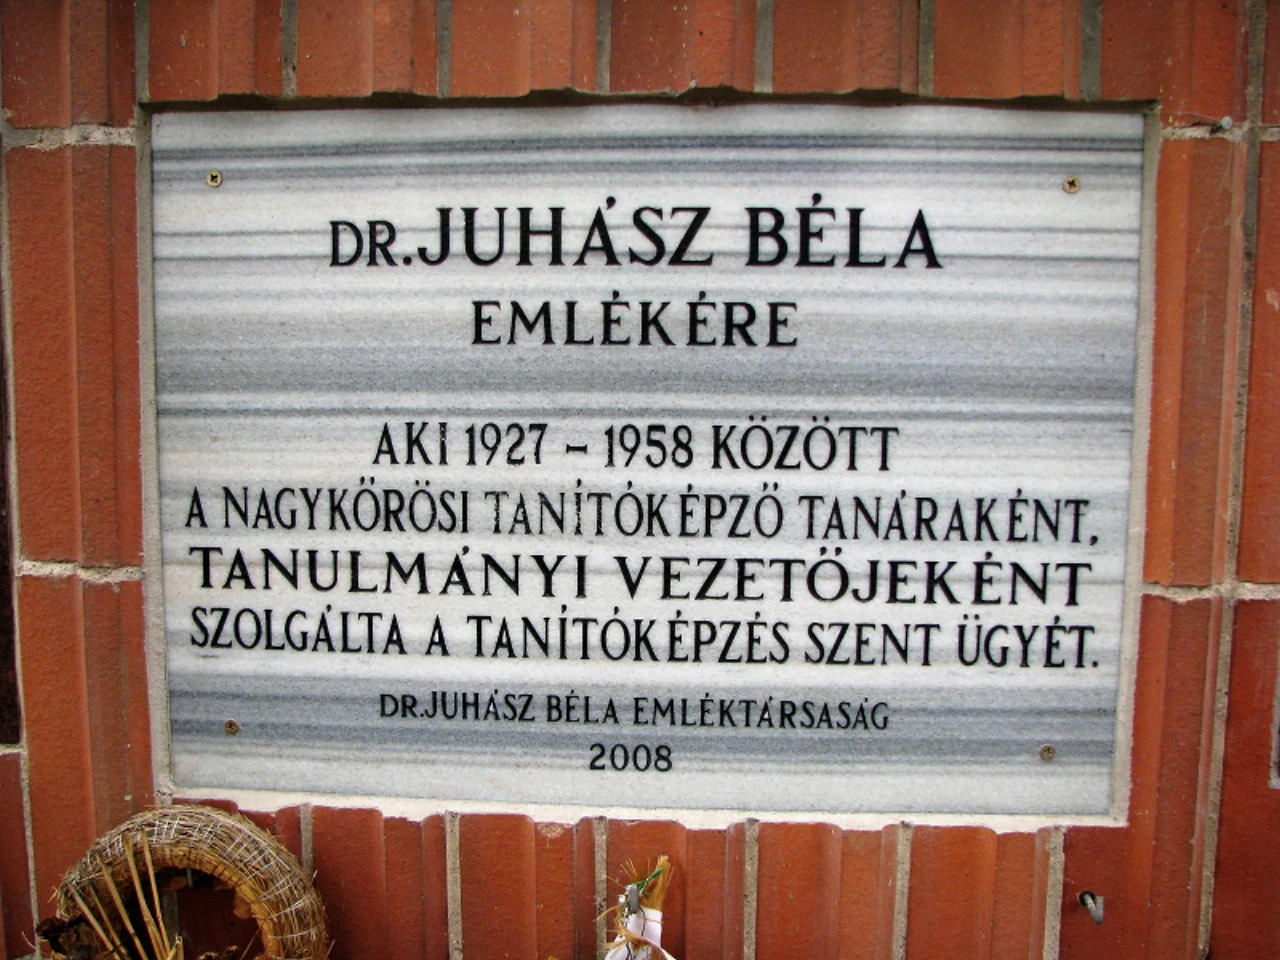 DR. JUHÁSZ BÉLA
EMLÉKÉRE
AKI 1927 – 1958 KÖZÖTT
A NAGYKŐRÖSI TANÍTÓKÉPZŐ TANÁRAKÉNT,
TANULMÁNYI VEZETŐJEKÉNT
SZOLGÁLTA A TANÍTÓKÉPZÉS SZENT ÜGYÉT.
DR. JUHÁSZ BÉLA EMLÉKTÁRSASÁG
2008